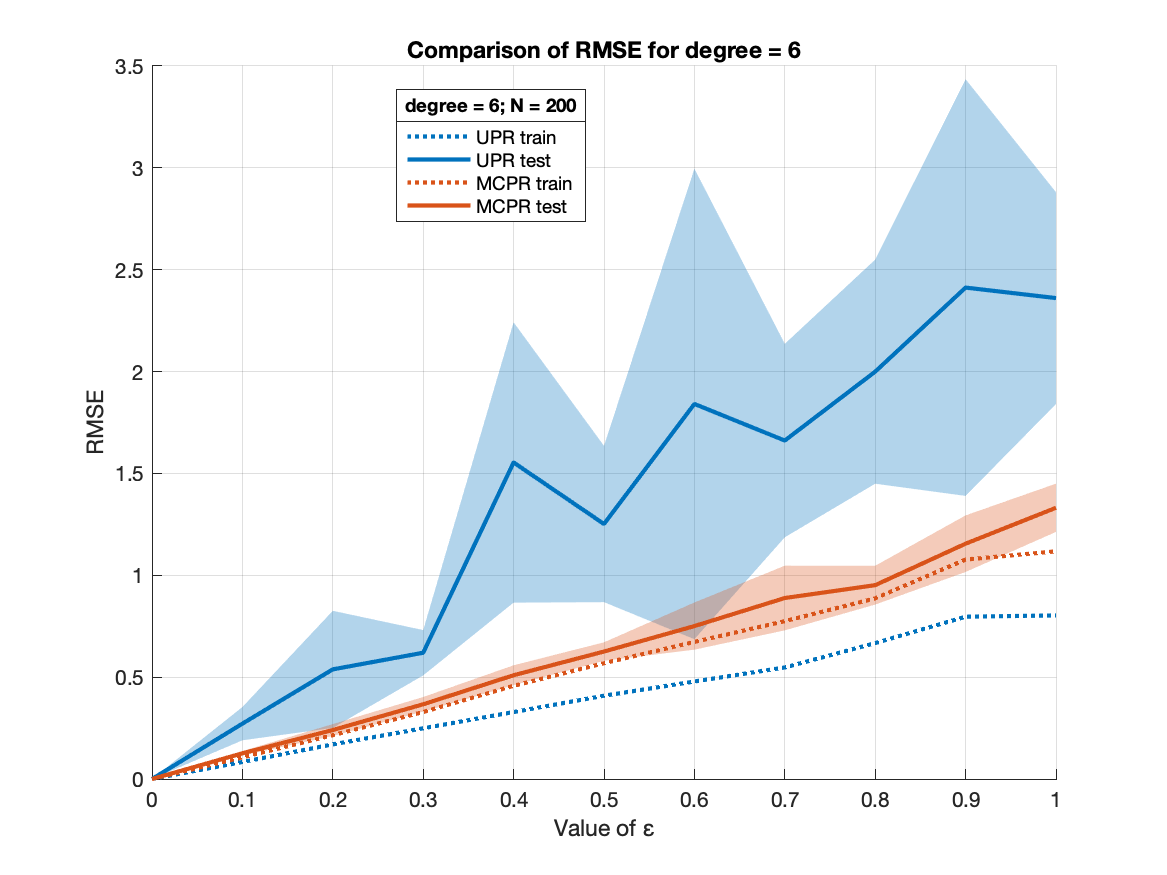 Comparison of RMSE for degree = 6
3.5
3
2.5
2
1.5
1
0.5
0
RMSE
degree = 6; N = 200
UPR train
UPR test
MCPR train
MCPR test
0 0.1 0.2 0.3 0.4 0.5 0.6 0.7 0.8 0.9 1
Value of ε